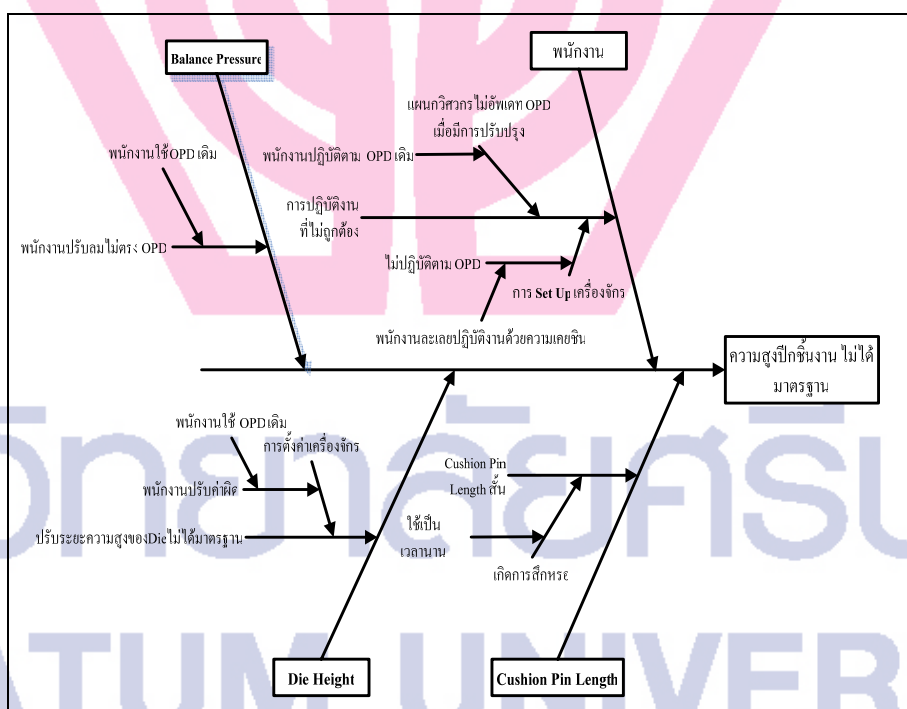 Balance Pressure
พนักงาน
แผนกวิศวกรไม่อัพเดท OPD
เมื่อมีการปรับปรุง
พนักงานใช้ OPD เดิม
พนักงานปฏิบัติตาม OPD เดิม
การปฏิบัติงาน
ที่ไม่ถูกต้อง
พนักงานปรับลมไม่ตรง OPD
ไม่ปฏิบัติตาม OPD
การ Set Up เครื่องจักร
พนักงานละเลยปฏิบัติงานด้วยความเคยชิน
ความสูงปีกชิ้นงาน ไม่ได้
มาตรฐาน
พนักงานใช้ OPD เดิม
การตั้งค่าเครื่องจักร
Cushion Pin
Length สั้น
พนักงานปรับค่าผิด
ปรับระยะความสูงของDieไม่ได้มาตรฐาน
ใช้เป็น
เวลานาน
เกิดการสึกหรอ
Die Height
Cushion Pin Length
วิทยาลัยศรีป
ATUM UNIVER